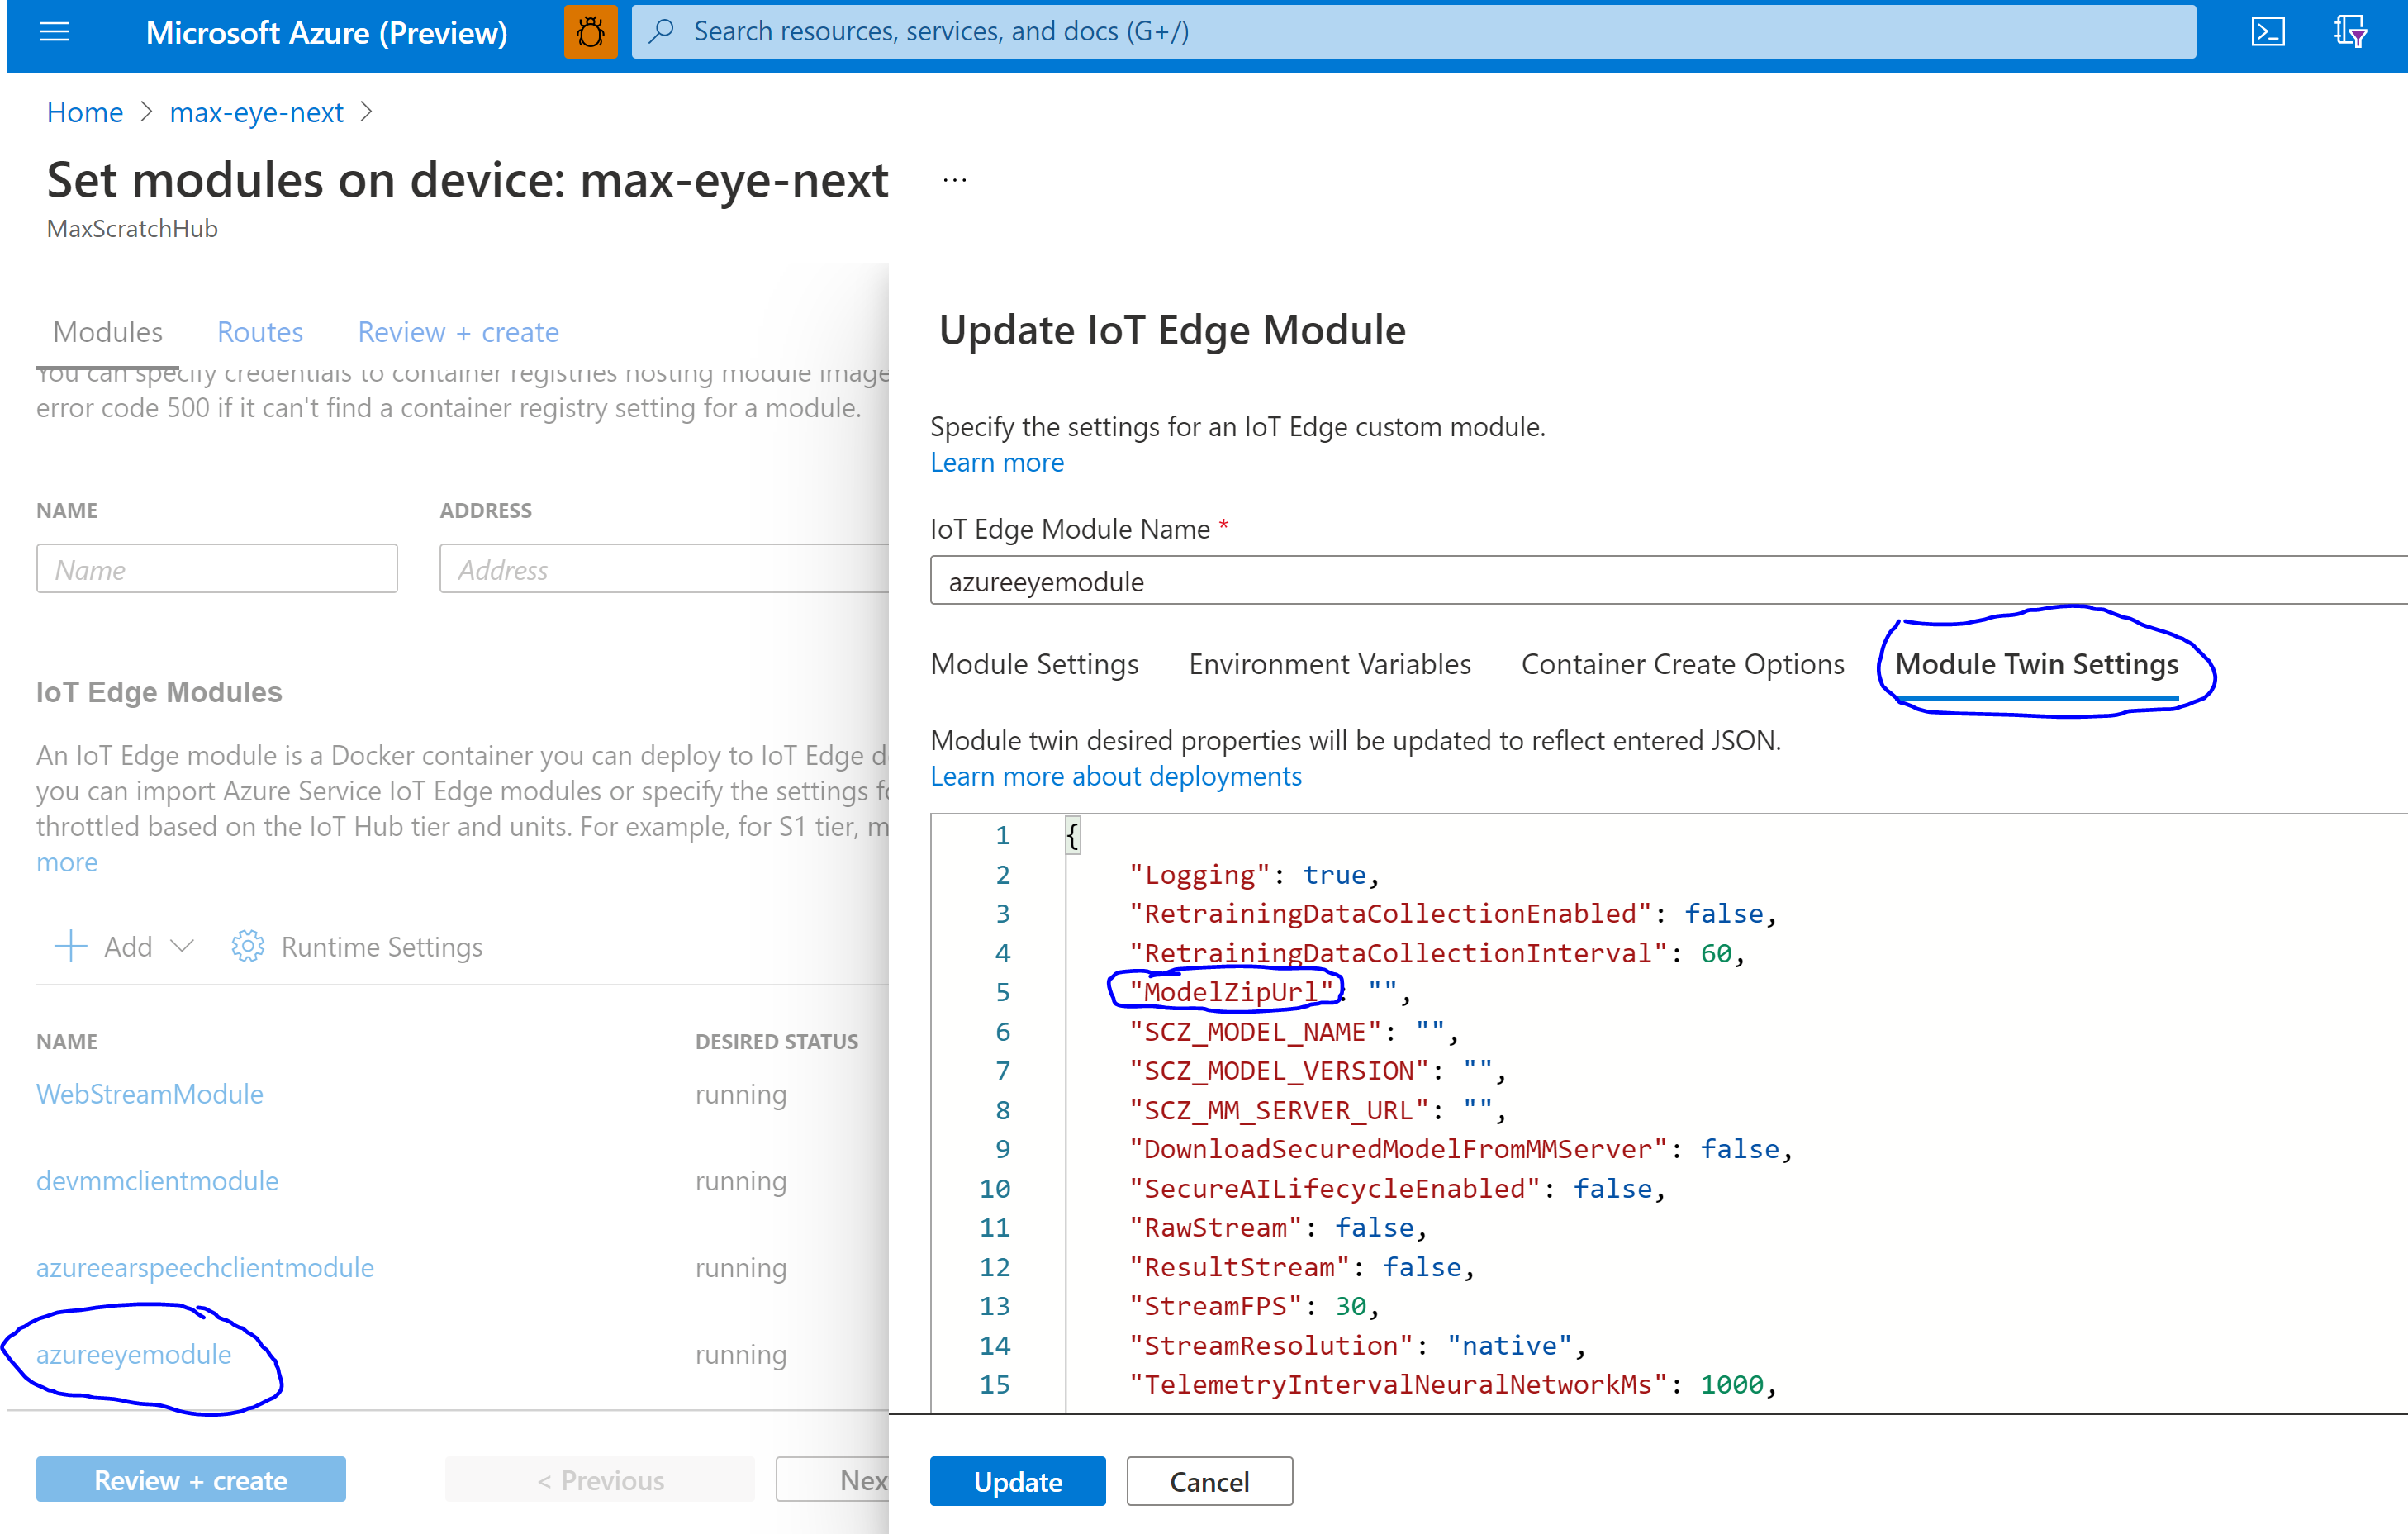 Microsoft Azure (Preview)
Search resources, services, and docs (G+/)
Home > max-eye-next >
Set modules on device: max-eye-next ...
MaxScratchHub
Modules Routes Review + create
You can specify credentials to container registries hosting module image
error code 500 if it can't find a container registry setting for a module.
NAME ADDRESS
Name Address
IoT Edge Modules
An IoT Edge module is a Docker container you can deploy to IoT Edge d
you can import Azure Service IoT Edge modules or specify the settings fo
throttled based on the IoT Hub tier and units. For example, for S1 tier, m
more
Add Runtime Settings
NAME DESIRED STATUS
WebStreamModule running
devmmclientmodule running
azureearspeechclientmodule running
azureeyemodule running
Review + create < Previous Nex
Update IoT Edge Module
Specify the settings for an IoT Edge custom module.
Learn more
IoT Edge Module Name *
azureeyemodule
Module Settings Environment Variables Container Create Options Module Twin Settings
Module twin desired properties will be updated to reflect entered JSON.
Learn more about deployments
1 {
2 "Logging": true,
3 "RetrainingDataCollectionEnabled": false,
4 "RetrainingDataCollectionInterval": 60,
5 "ModelZipUrl": "",
6 "SCZ_MODEL_NAME": "",
7 "SCZ_MODEL_VERSION": "",
8 "SCZ_MM_SERVER_URL": "",
9 "DownloadSecuredModelFromMMServer": false,
10 "SecureAILifecycleEnabled": false,
11 "RawStream": false,
12 "ResultStream": false,
13 "StreamFPS": 30,
14 "StreamResolution": "native",
15 "TelemetryIntervalNeuralNetworkMs": 1000,
Update Cancel